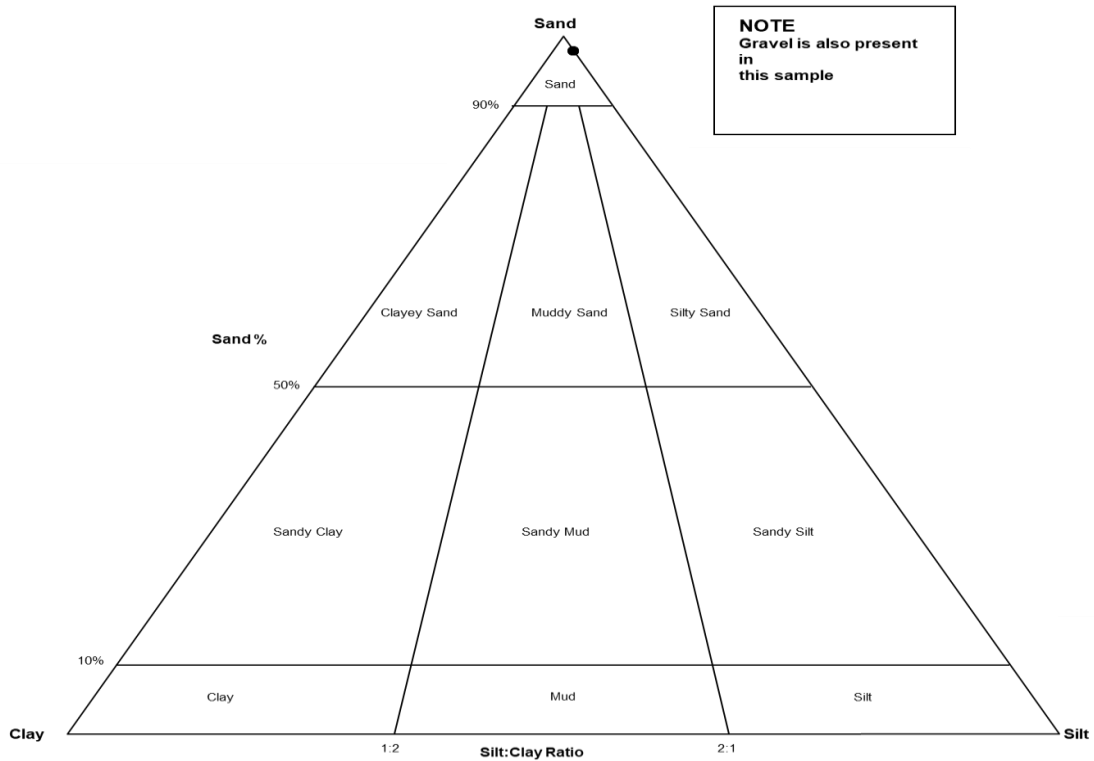 Sand
NOTE
Gravel is also present
in
this sample
Sand
90%
Clayey Sand
Muddy Sand
Silty Sand
Sand %
50%
Sandy Clay
Sandy Mud
Sandy Silt
10%
Clay
Mud
Silt
Clay
Silt
1:2
Silt:Clay Ratio
2:1